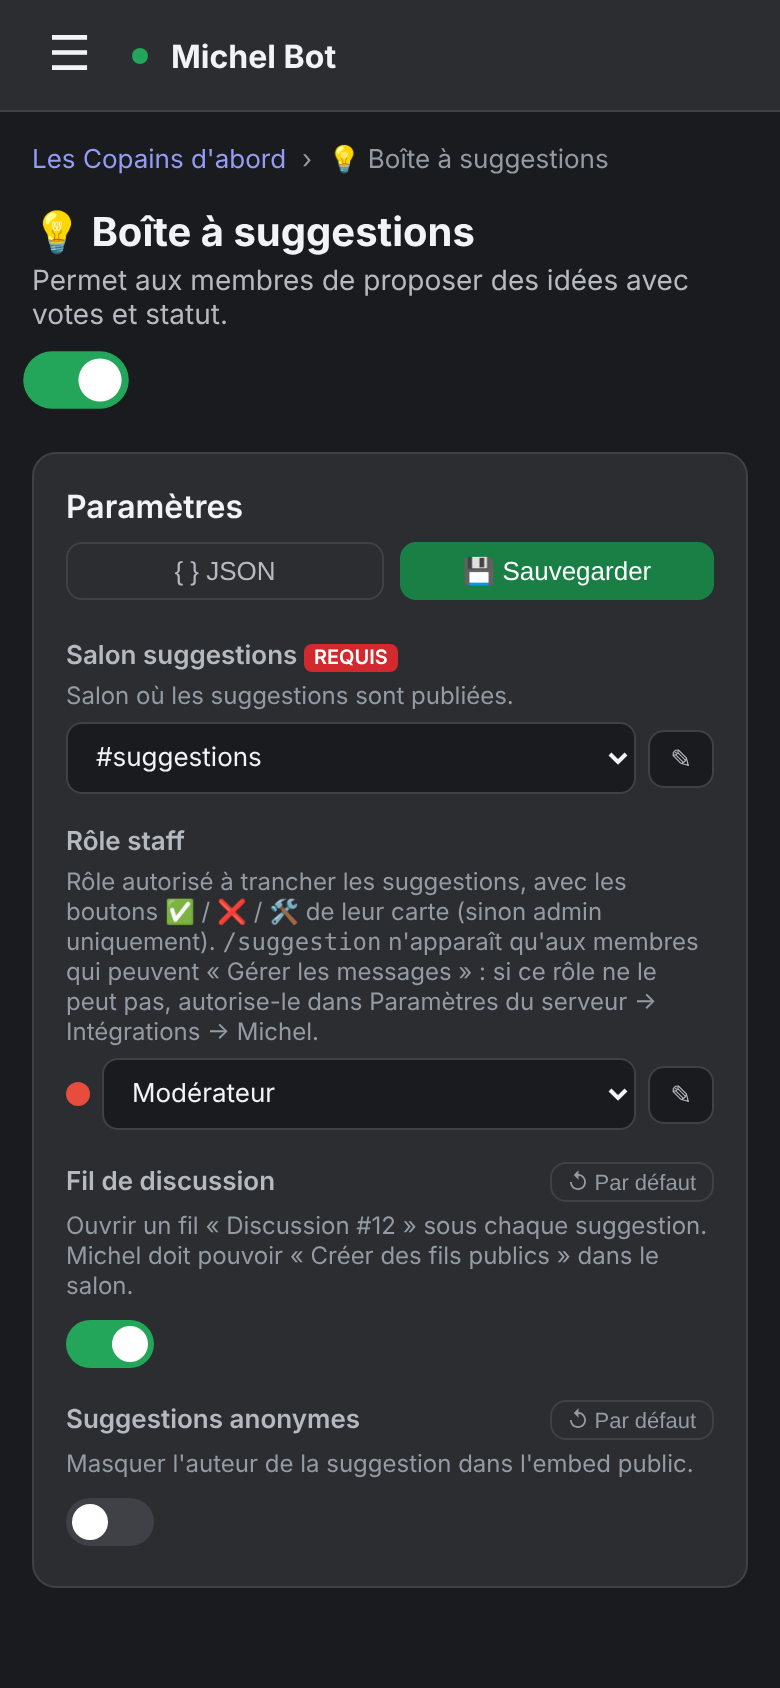 ☰ Michel Bot
Les Copains d'abord › 💡 Boîte à suggestions
💡 Boîte à suggestions
Permet aux membres de proposer des idées avec
votes et statut.
Paramètres
{ } JSON
💾 Sauvegarder
Salon suggestions REQUIS
Salon où les suggestions sont publiées.
#suggestions
✎
Rôle staff
Rôle autorisé à trancher les suggestions, avec les
boutons ✅ / ❌ / 🛠️ de leur carte (sinon admin
uniquement). /suggestion n'apparaît qu'aux membres
qui peuvent « Gérer les messages » : si ce rôle ne le
peut pas, autorise-le dans Paramètres du serveur →
Intégrations → Michel.
Modérateur
✎
Fil de discussion
↺ Par défaut
Ouvrir un fil « Discussion #12 » sous chaque suggestion.
Michel doit pouvoir « Créer des fils publics » dans le
salon.
Suggestions anonymes
↺ Par défaut
Masquer l'auteur de la suggestion dans l'embed public.